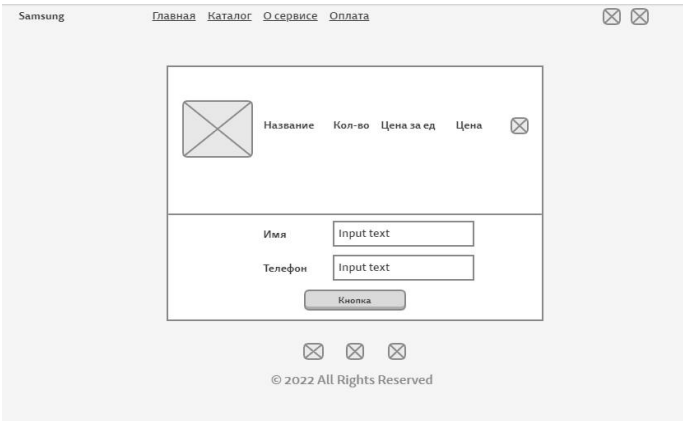 Samsung Главная Каталог О сервисе Оплата
Название Кол-во Цена за ед Цена
Имя Input text
Телефон Input text
Кнопка
© 2022 All Rights Reserved